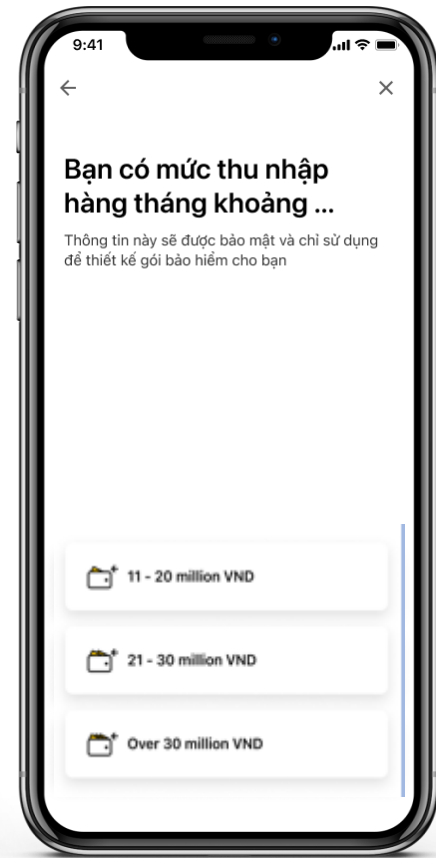 9:41
Bạn có mức thu nhập
hàng tháng khoảng ...
Thông tin này sẽ được bảo mật và chỉ sử dụng
để thiết kế gói bảo hiểm cho bạn
11 - 20 million VND
21 - 30 million VND
Over 30 million VND